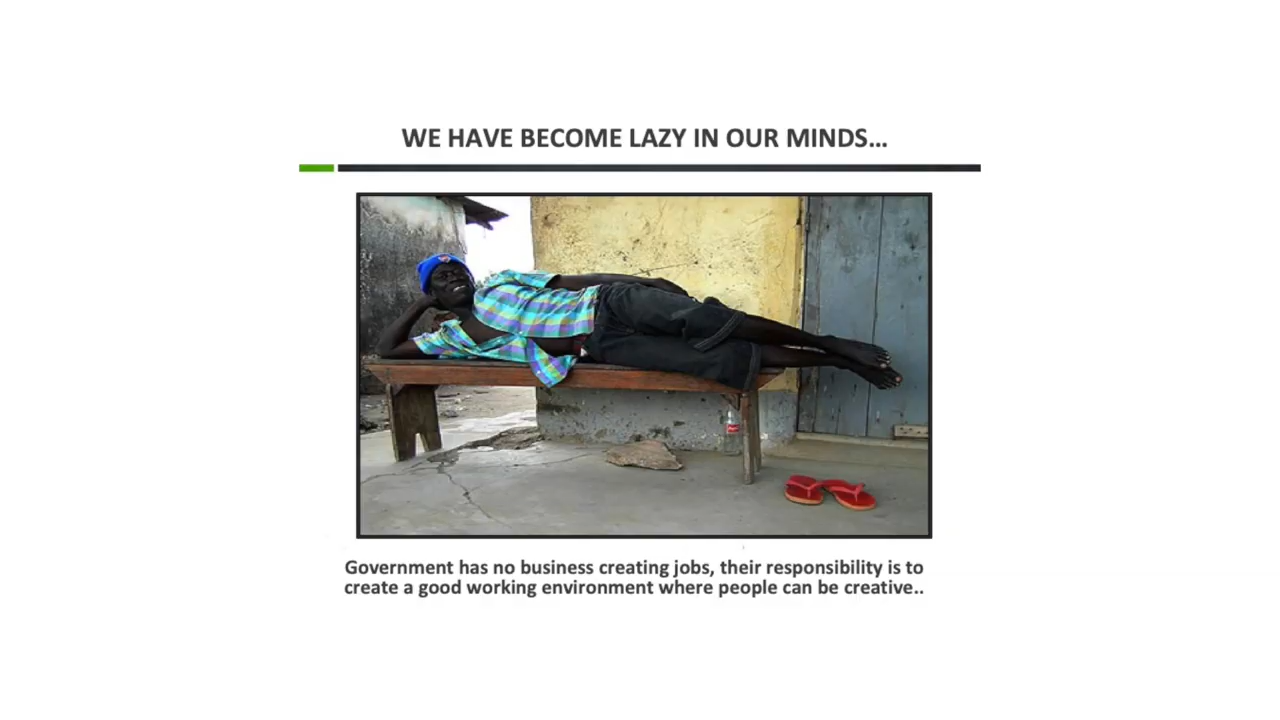 WE HAVE BECOME LAZY IN OUR MINDS...
Government has no business creating jobs, their responsibility is to
create a good working environment where people can be creative..